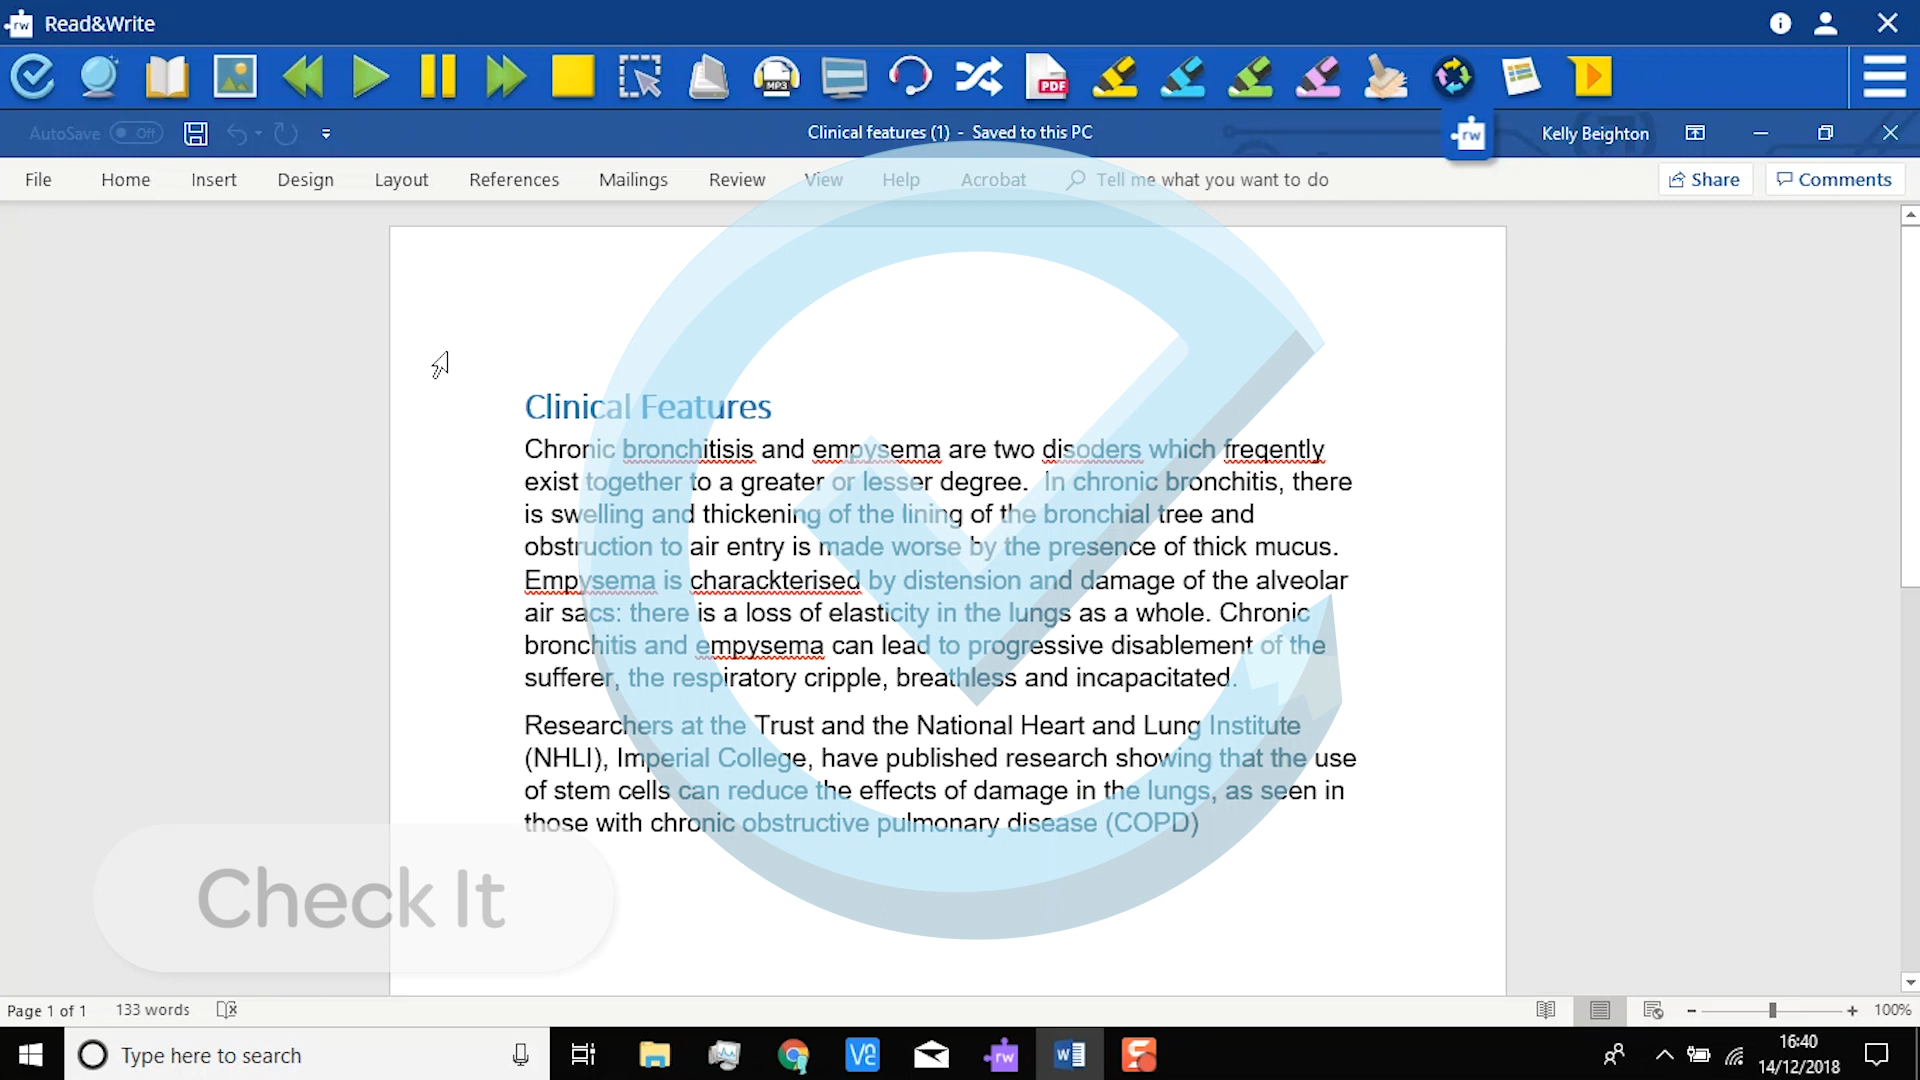 rw Read&Write
MP3
PDF
AutoSave Off
Clinical features (1) - Saved to this PC
rw
Kelly Beighton
File Home Insert Design Layout References Mailings Review View Help Acrobat Tell me what you want to do Share Comments
Clinical Features
Chronic bronchitisis and empysema are two disoders which freqently
exist together to a greater or lesser degree. In chronic bronchitis, there
is swelling and thickening of the lining of the bronchial tree and
obstruction to air entry is made worse by the presence of thick mucus.
Empysema is charackterised by distension and damage of the alveolar
air sacs: there is a loss of elasticity in the lungs as a whole. Chronic
bronchitis and empysema can lead to progressive disablement of the
sufferer, the respiratory cripple, breathless and incapacitated.
Researchers at the Trust and the National Heart and Lung Institute
(NHLI), Imperial College, have published research showing that the use
of stem cells can reduce the effects of damage in the lungs, as seen in
those with chronic obstructive pulmonary disease (COPD)
Check It
Page 1 of 1 133 words
100%
Type here to search
rw
16:40
14/12/2018